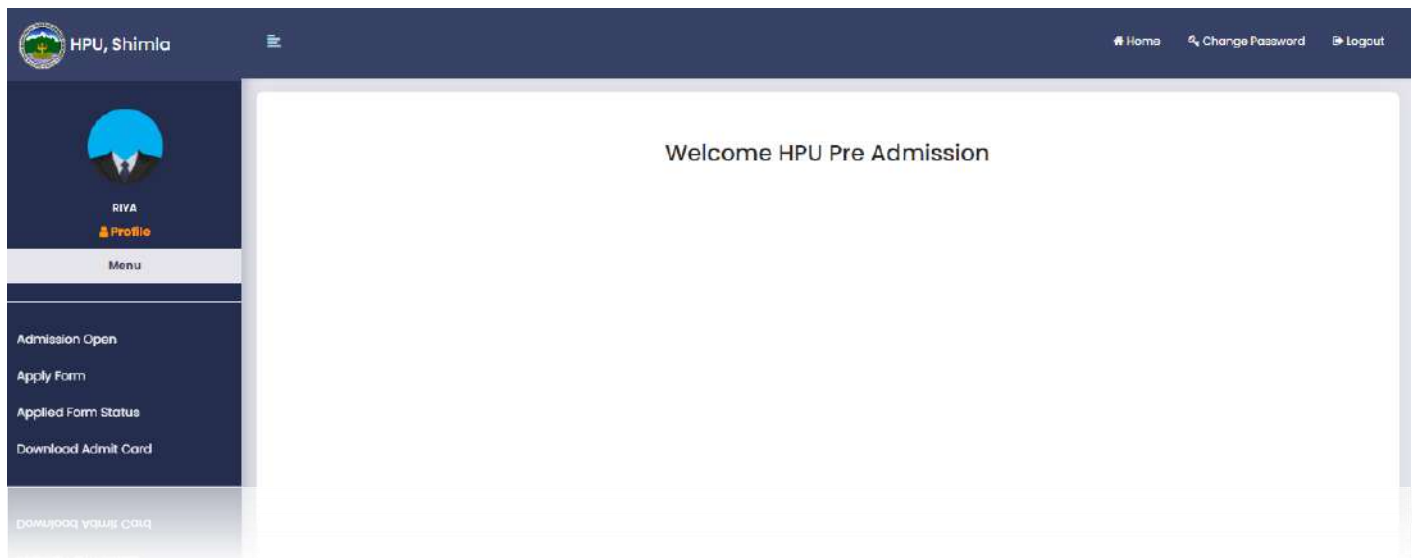 HPU, Shimla
Home Change Password Logout
RIYA
Profile
Menu
Welcome HPU Pre Admission
Admission Open
Apply Form
Applied Form Status
Download Admit Card